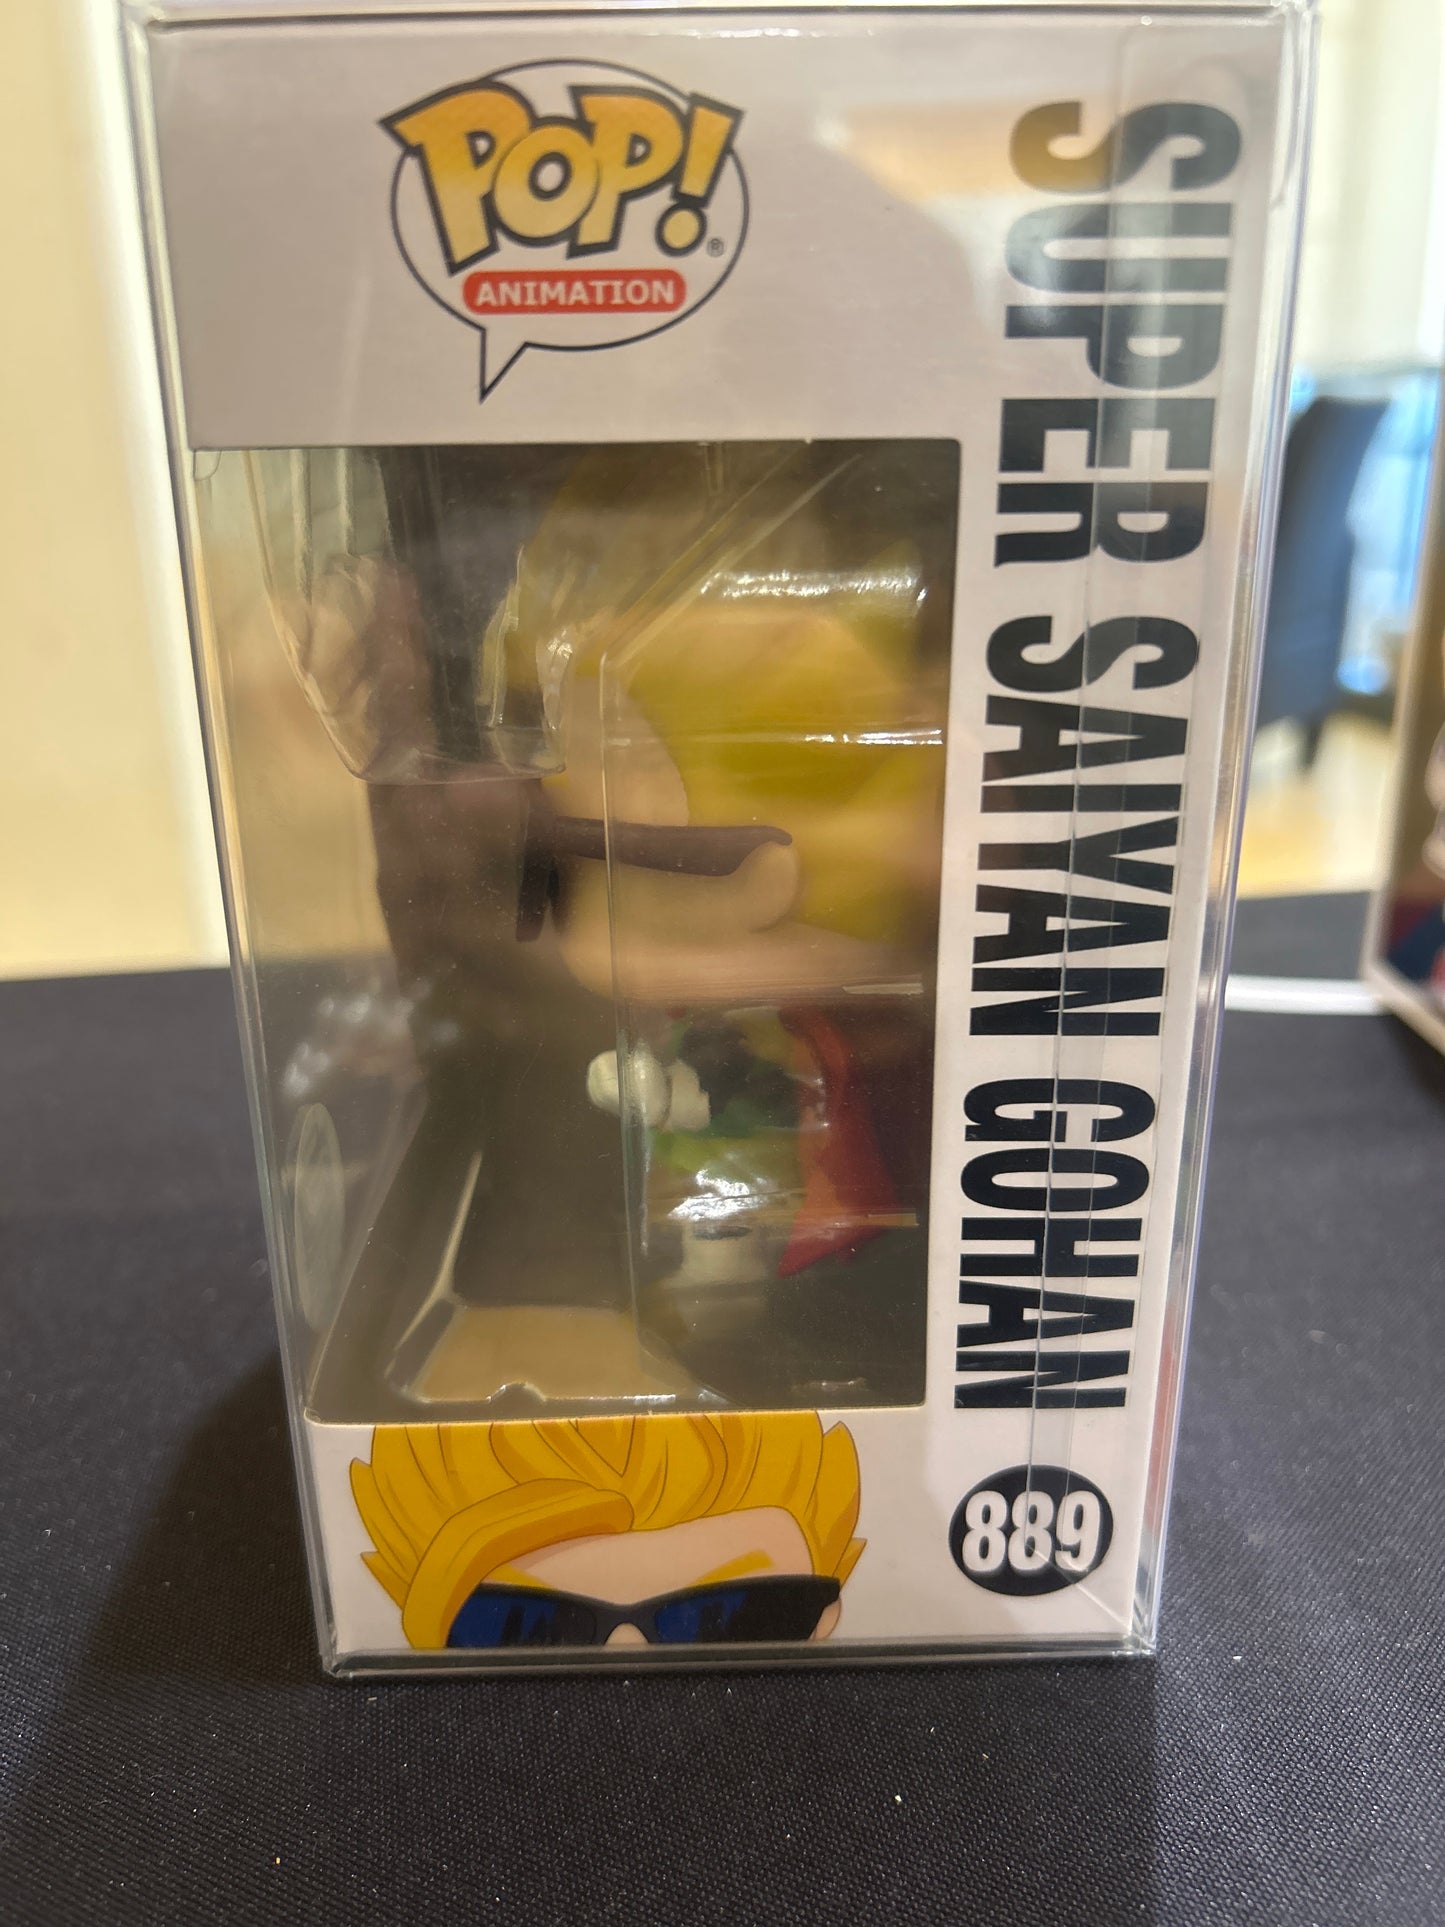 POP!®
ANIMATION
SUPER SAIYAN GOHAN
889